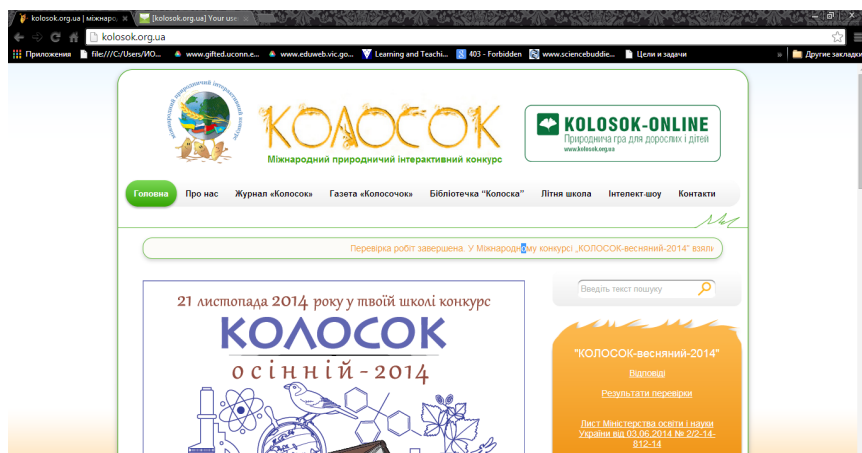 kolosok.org.ua | міжнаро
[kolosok.org.ua] Your use
kolosok.org.ua
Приложения file:///C:/Users/ИО... www.gifted.uconn.e... www.eduweb.vic.go... Learning and Teachi... 403 - Forbidden www.sciencebuddie... Цели и задачи » Другие закладки
КОЛОСОК
Міжнародний природничий інтерактивний конкурс
KOLOSOK-ONLINE
Природнича гра для дорослих і дітей
www.kolosok.org.ua
Головна Про нас Журнал «Колосок» Газета «Колосочок» Бібліотечка "Колоска" Літня школа Інтелект-шоу Контакти
Перевірка робіт завершена. У Міжнародному конкурсі „КОЛОСОК-весняний-2014" взяли
Введіть текст пошуку
21 листопада 2014 року у твоїй школі конкурс
КОЛОСОК
осінній-2014
"КОЛОСОК-весняний-2014"
Відповіді
Результати перевірки
Лист Міністерства освіти і науки
України від 03.06.2014 № 2/2-14-
812-14